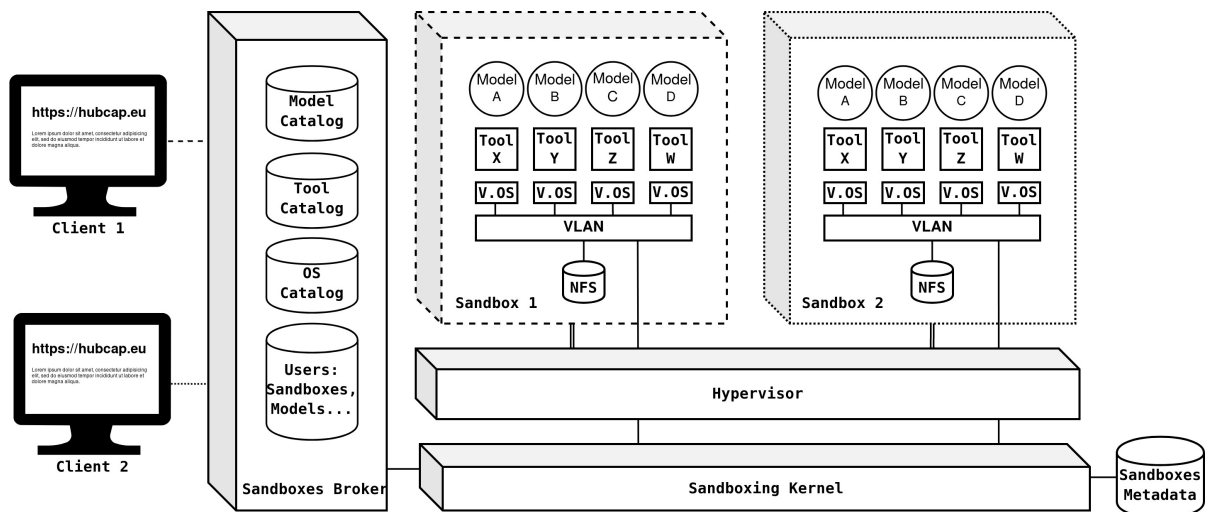 https://hubcap.eu
Lorem ipsum dolor sit amet, consectetur adipisicing
elit, sed do eiusmod tempor incididunt ut labore et
dolore magna aliqua.
Client 1
https://hubcap.eu
Lorem ipsum dolor sit amet, consectetur adipisicing
elit, sed do eiusmod tempor incididunt ut labore et
dolore magna aliqua.
Client 2
Model
Catalog
Tool
Catalog
OS
Catalog
Users:
Sandboxes,
Models...
Sandboxes Broker
Model A
Model B
Model C
Model D
Tool X
Tool Y
Tool Z
Tool W
V.OS V.OS V.OS V.OS
VLAN
NFS
Sandbox 1
Model A
Model B
Model C
Model D
Tool X
Tool Y
Tool Z
Tool W
V.OS V.OS V.OS V.OS
VLAN
NFS
Sandbox 2
Hypervisor
Sandboxing Kernel
Sandboxes
Metadata